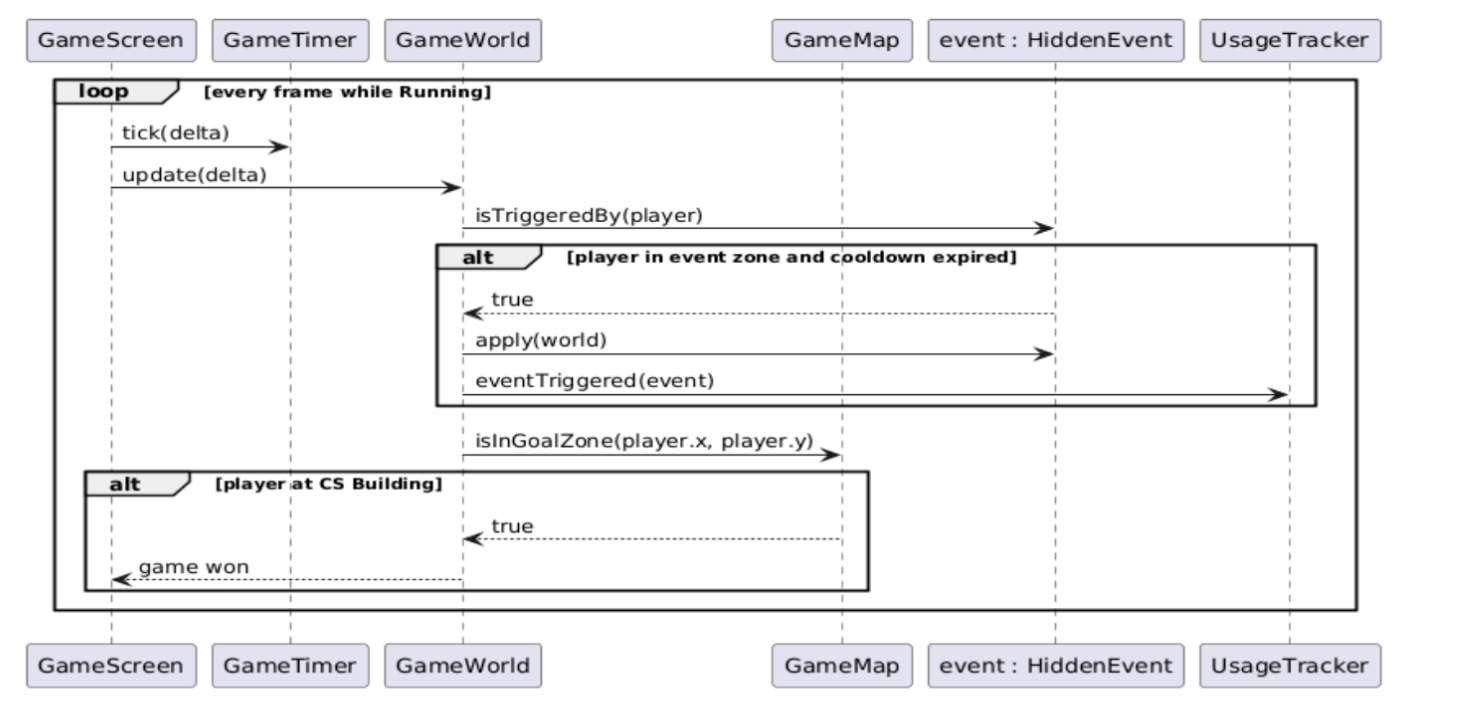 GameScreen GameTimer GameWorld GameMap event : HiddenEvent UsageTracker
loop [every frame while Running]
tick(delta)
update(delta)
isTriggeredBy(player)
alt [player in event zone and cooldown expired]
true
apply(world)
eventTriggered(event)
isInGoalZone(player.x, player.y)
alt [player at CS Building]
true
game won
GameScreen GameTimer GameWorld GameMap event : HiddenEvent UsageTracker